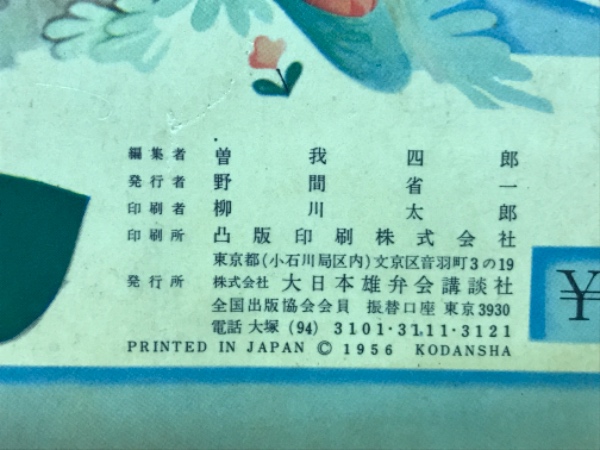 編集者 曽我四郎
発行者 野間省一
印刷者 柳川太郎
印刷所 凸版印刷株式会社
東京都(小石川局区内)文京区音羽町3の19
発行所 株式会社 大日本雄弁会講談社
全国出版協会会員 振替口座 東京3930
電話 大塚 (94) 3101・3111・3121
PRINTED IN JAPAN © 1956 KODANSHA
¥